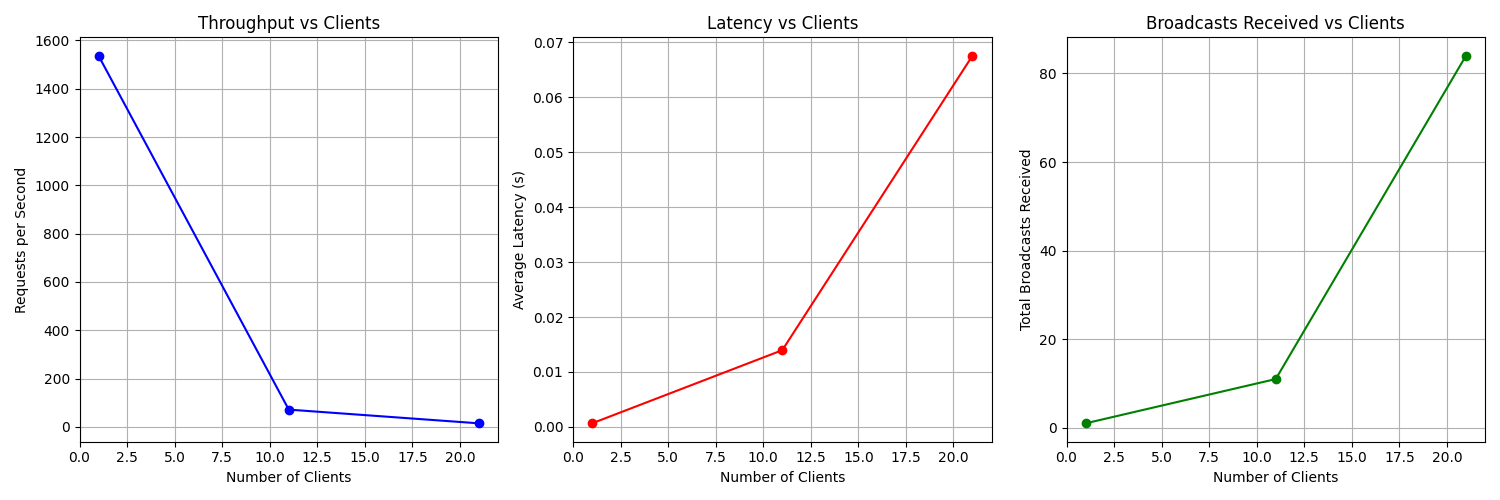 Throughput vs Clients
1600
1400
1200
1000
800
600
400
200
0
Requests per Second
0.0 2.5 5.0 7.5 10.0 12.5 15.0 17.5 20.0
Number of Clients
Latency vs Clients
0.07
0.06
0.05
0.04
0.03
0.02
0.01
0.00
Average Latency (s)
0.0 2.5 5.0 7.5 10.0 12.5 15.0 17.5 20.0
Number of Clients
Broadcasts Received vs Clients
80
60
40
20
0
Total Broadcasts Received
0.0 2.5 5.0 7.5 10.0 12.5 15.0 17.5 20.0
Number of Clients